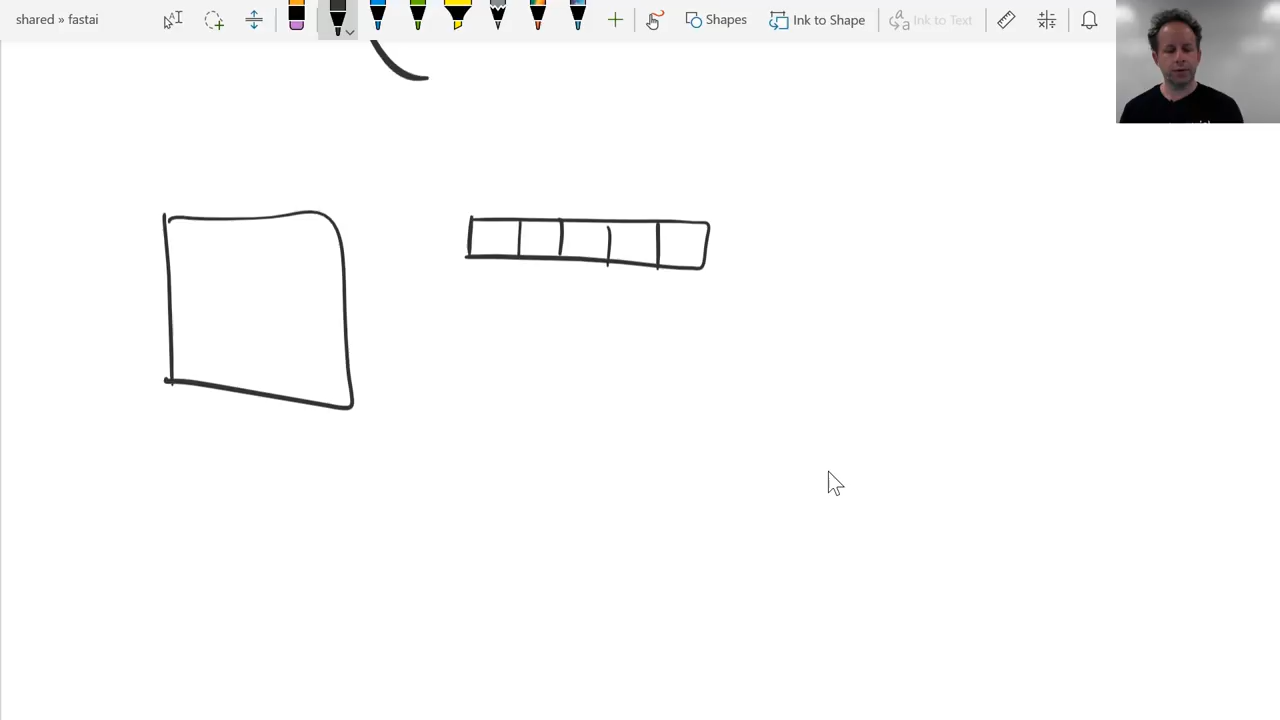 shared » fastai
Shapes
Ink to Shape
Ink to Text